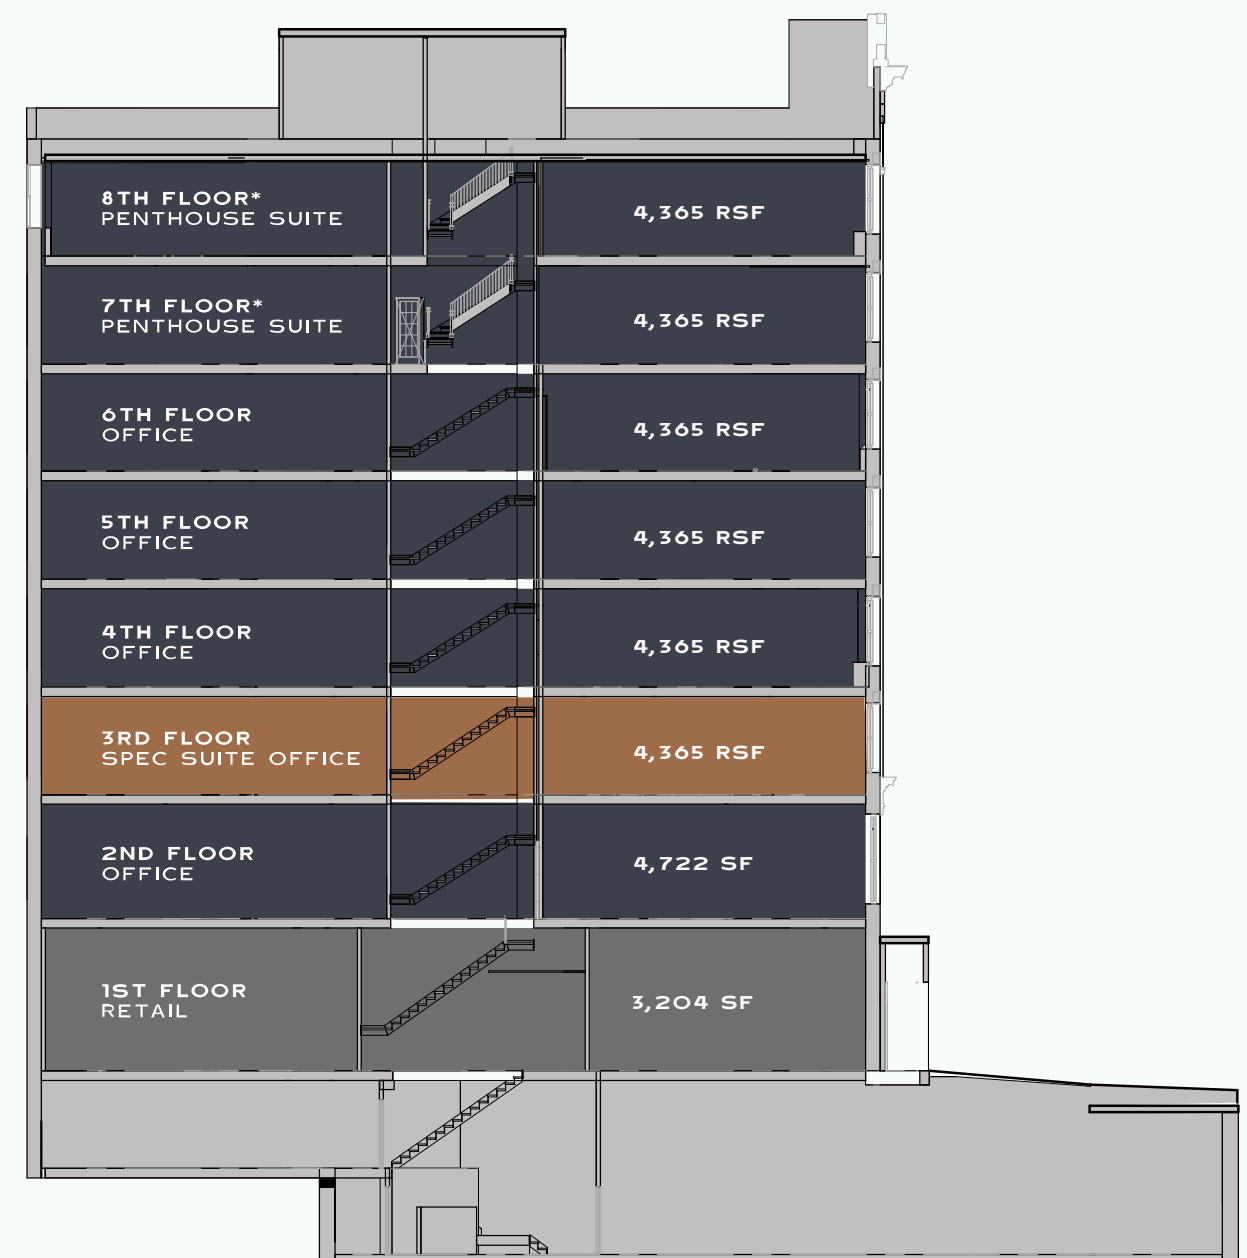 8TH FLOOR*
PENTHOUSE SUITE
4,365 RSF
7TH FLOOR*
PENTHOUSE SUITE
4,365 RSF
6TH FLOOR
OFFICE
4,365 RSF
5TH FLOOR
OFFICE
4,365 RSF
4TH FLOOR
OFFICE
4,365 RSF
3RD FLOOR
SPEC SUITE OFFICE
4,365 RSF
2ND FLOOR
OFFICE
4,722 SF
1ST FLOOR
RETAIL
3,204 SF